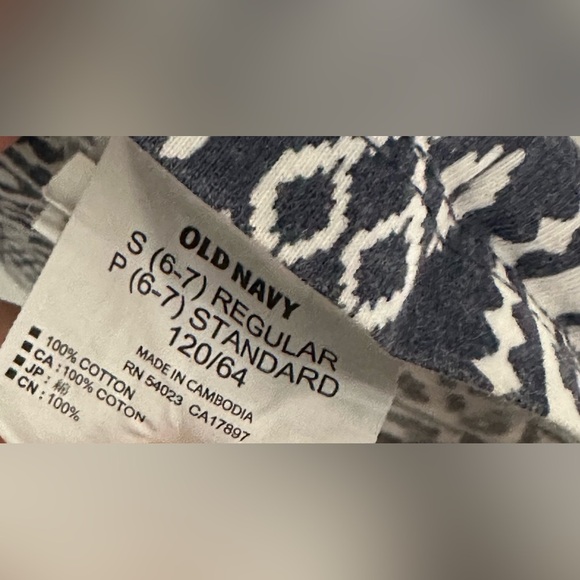 OLD NAVY
S (6-7) REGULAR
P (6-7) STANDARD
120/64
MADE IN CAMBODIA
RN 54023 CA17897
■ 100% COTTON
■ CA : 100% COTON
■ JP : 綿
■ CN : 100%